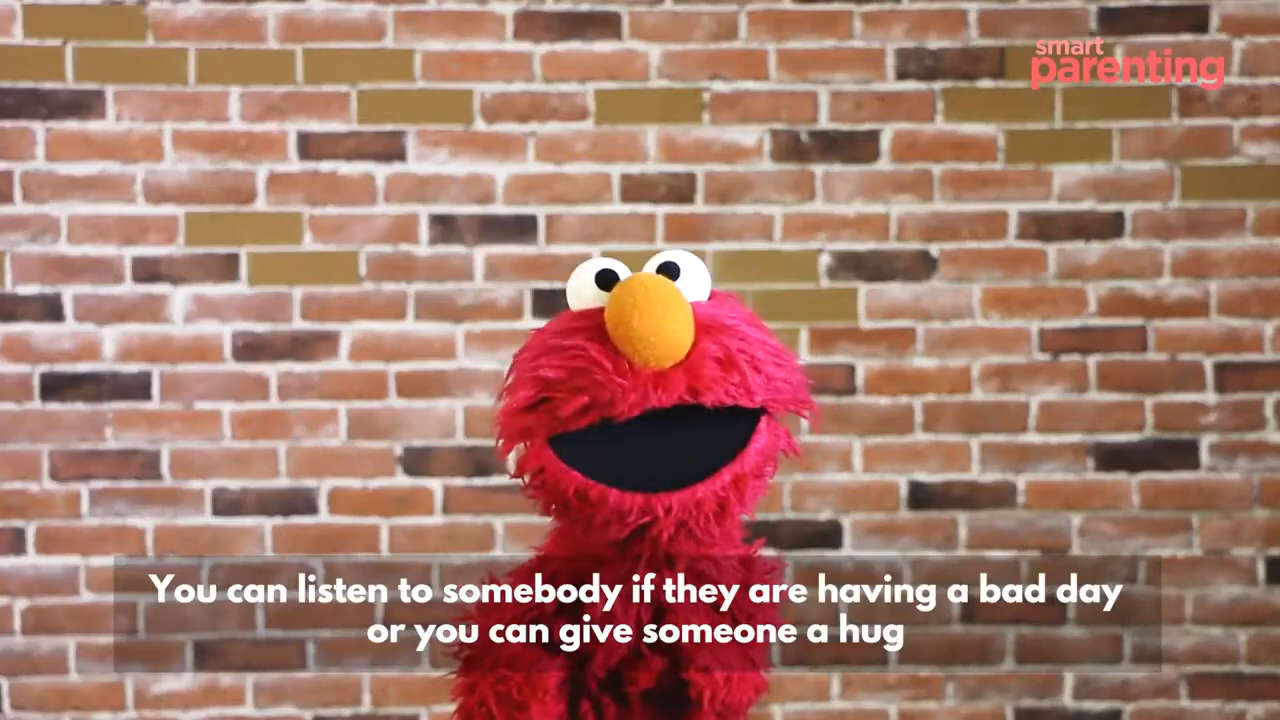 smart
parenting
You can listen to somebody if they are having a bad day
or you can give someone a hug